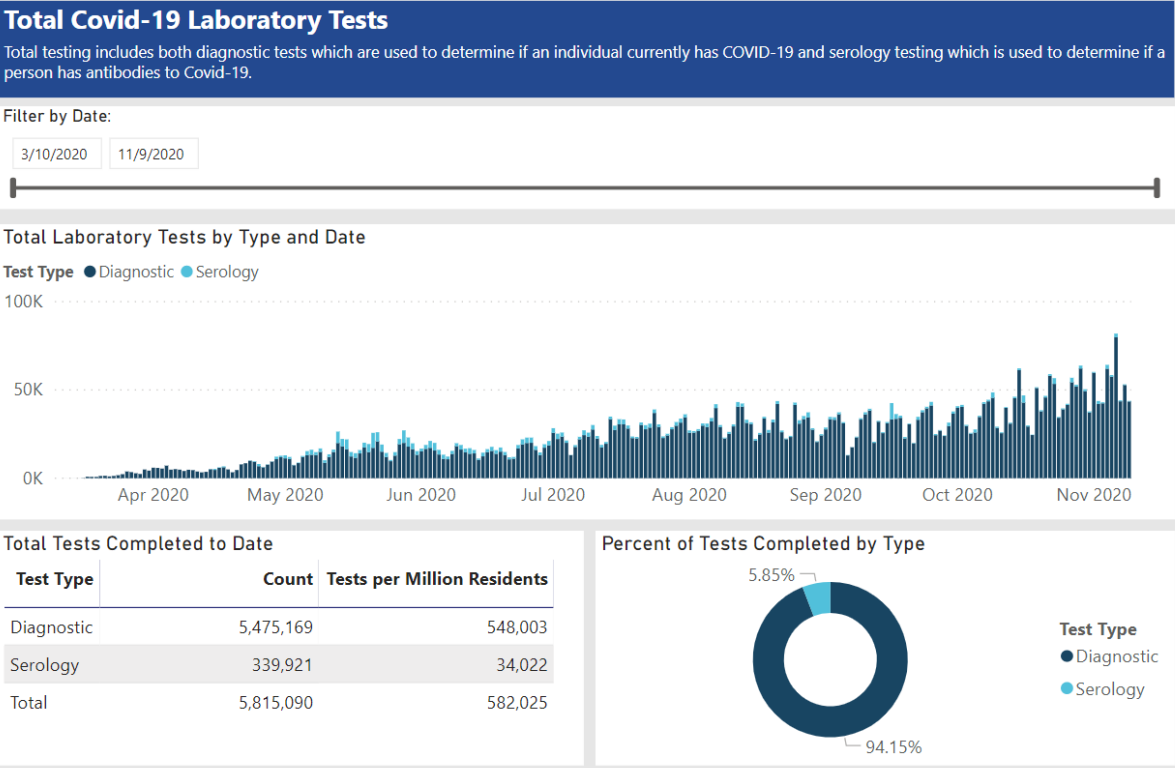 Total Covid-19 Laboratory Tests
Total testing includes both diagnostic tests which are used to determine if an individual currently has COVID-19 and serology testing which is used to determine if a
person has antibodies to Covid-19.
Filter by Date:
3/10/2020 11/9/2020
Total Laboratory Tests by Type and Date
Test Type Diagnostic Serology
100K
50K
0K
Apr 2020 May 2020 Jun 2020 Jul 2020 Aug 2020 Sep 2020 Oct 2020 Nov 2020
Total Tests Completed to Date
Test Type Count Tests per Million Residents
Diagnostic 5,475,169 548,003
Serology 339,921 34,022
Total 5,815,090 582,025
Percent of Tests Completed by Type
5.85%
94.15%
Test Type
Diagnostic
Serology